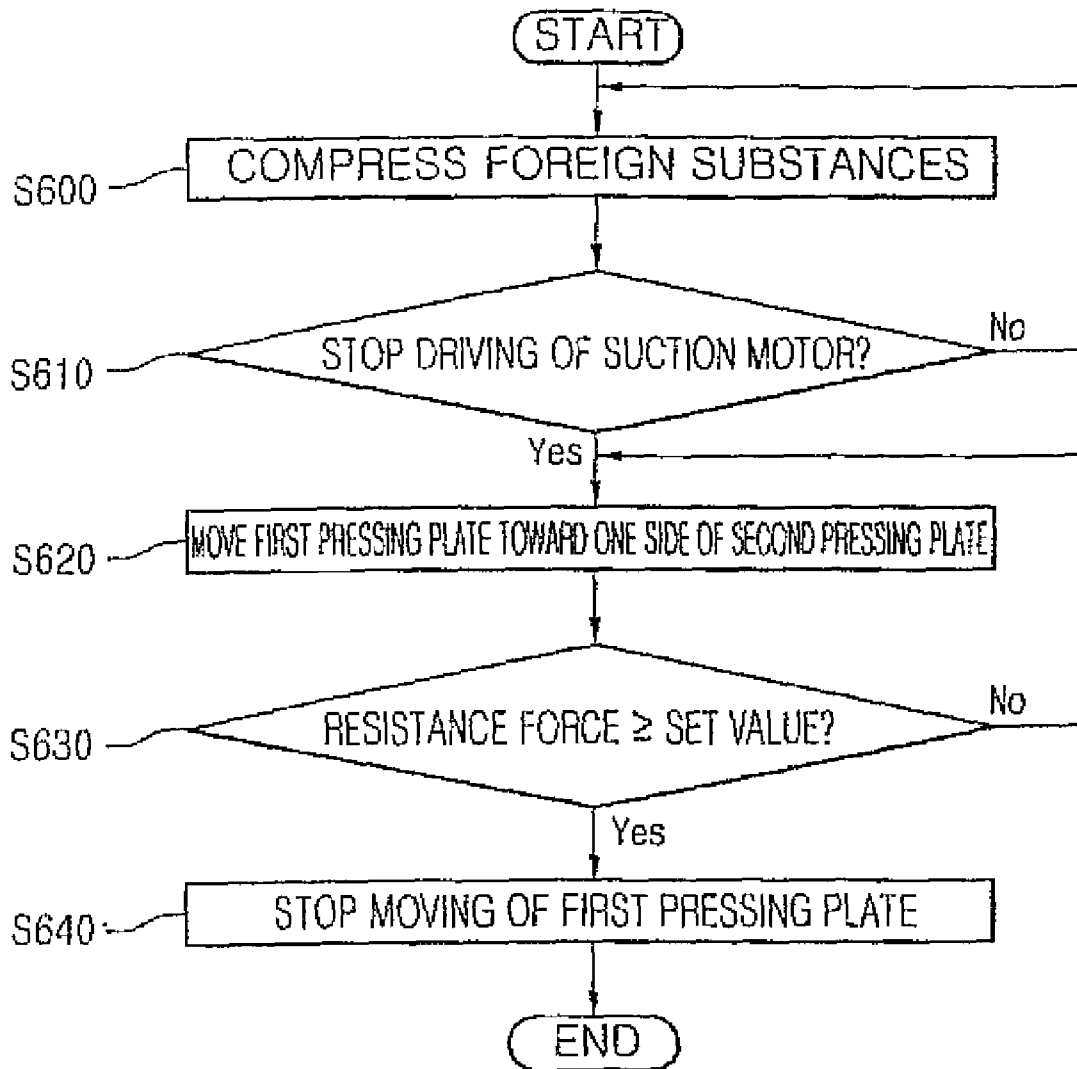 START
COMPRESS FOREIGN SUBSTANCES
S600
STOP DRIVING OF SUCTION MOTOR?
No
S610
Yes
MOVE FIRST PRESSING PLATE TOWARD ONE SIDE OF SECOND PRESSING PLATE
S620
RESISTANCE FORCE ≥ SET VALUE?
No
S630
Yes
STOP MOVING OF FIRST PRESSING PLATE
S640
END